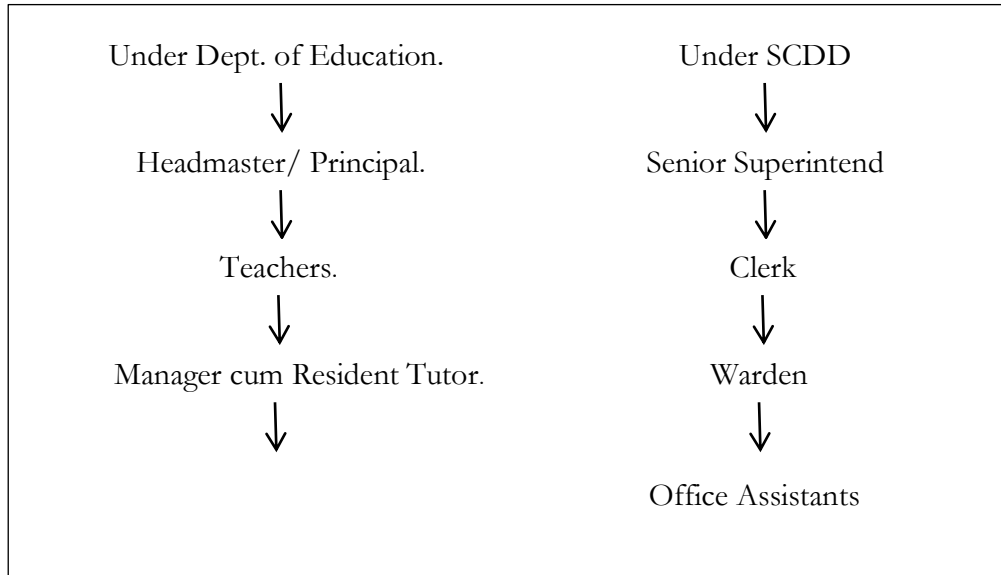 Under Dept. of Education.
Headmaster/ Principal.
Teachers.
Manager cum Resident Tutor.
Under SCDD
Senior Superintend
Clerk
Warden
Office Assistants